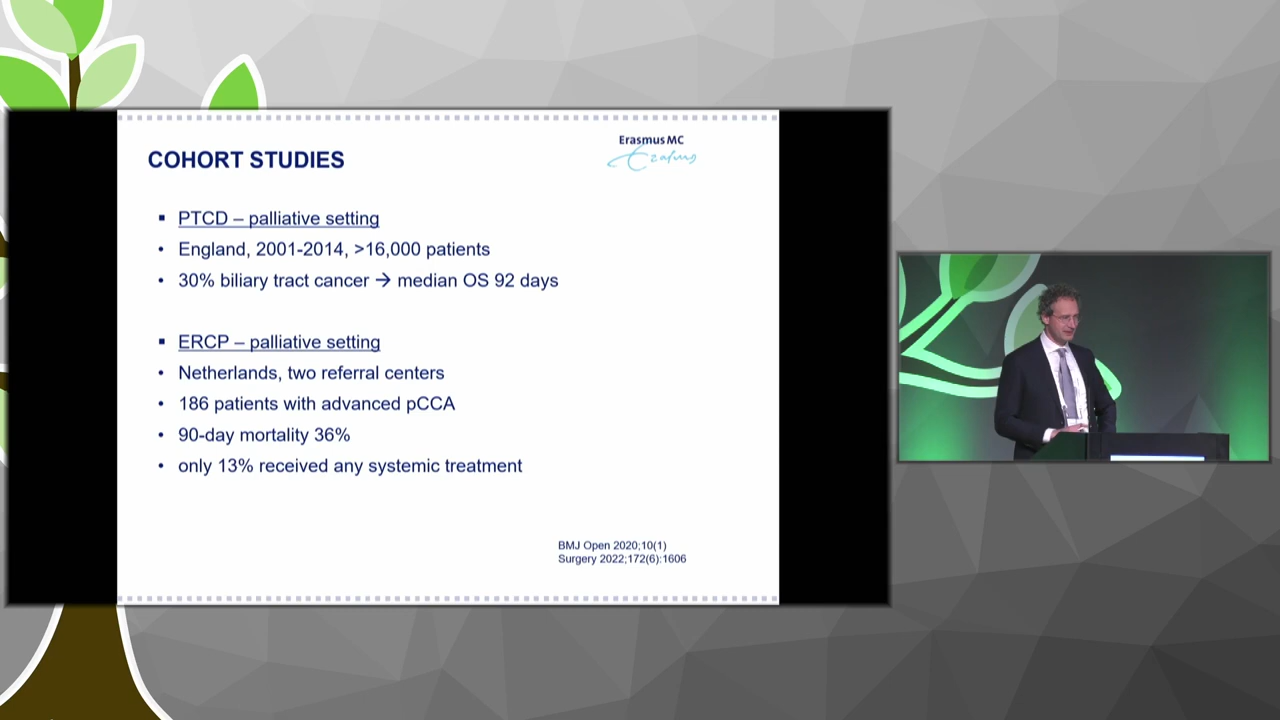 Erasmus MC
Erasmus
COHORT STUDIES
▪ PTCD – palliative setting
• England, 2001-2014, >16,000 patients
• 30% biliary tract cancer → median OS 92 days
▪ ERCP – palliative setting
• Netherlands, two referral centers
• 186 patients with advanced pCCA
• 90-day mortality 36%
• only 13% received any systemic treatment
BMJ Open 2020;10(1)
Surgery 2022;172(6):1606